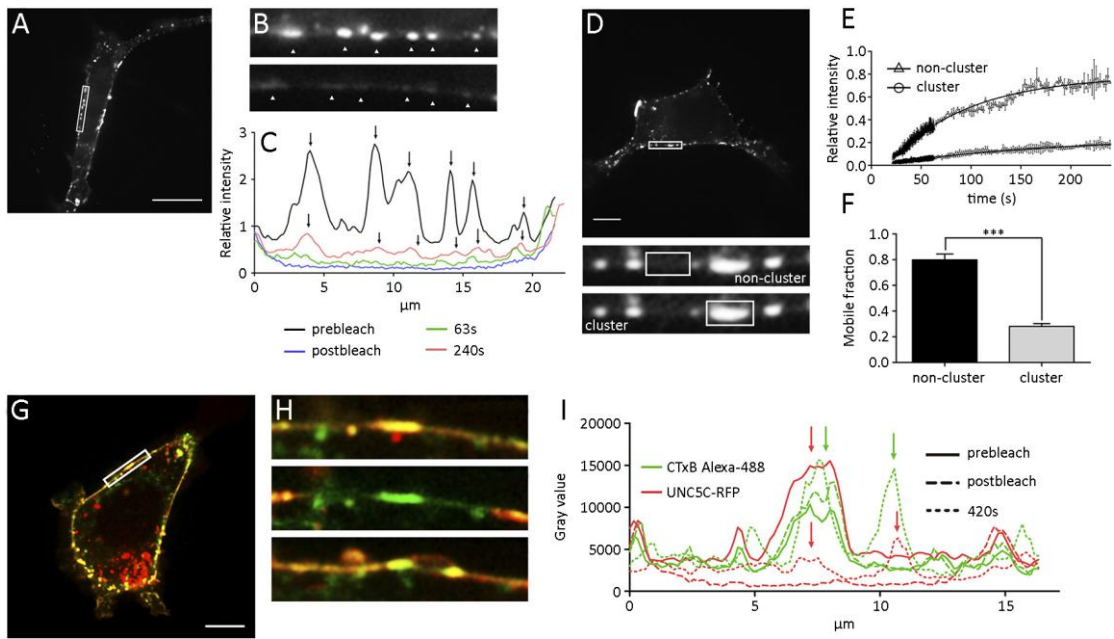 A
B
C
Relative intensity
3
2
1
0
0
5
10
15
20
μm
prebleach
63s
postbleach
240s
D
non-cluster
cluster
E
Relative intensity
1.0
0.8
0.6
0.4
0.2
0.0
non-cluster
cluster
0
50
100
150
200
time (s)
F
Mobile fraction
1.0
0.8
0.6
0.4
0.2
0.0
***
non-cluster
cluster
G
H
I
Gray value
20000
15000
10000
5000
0
CTxB Alexa-488
UNC5C-RFP
prebleach
postbleach
420s
0
5
10
15
μm